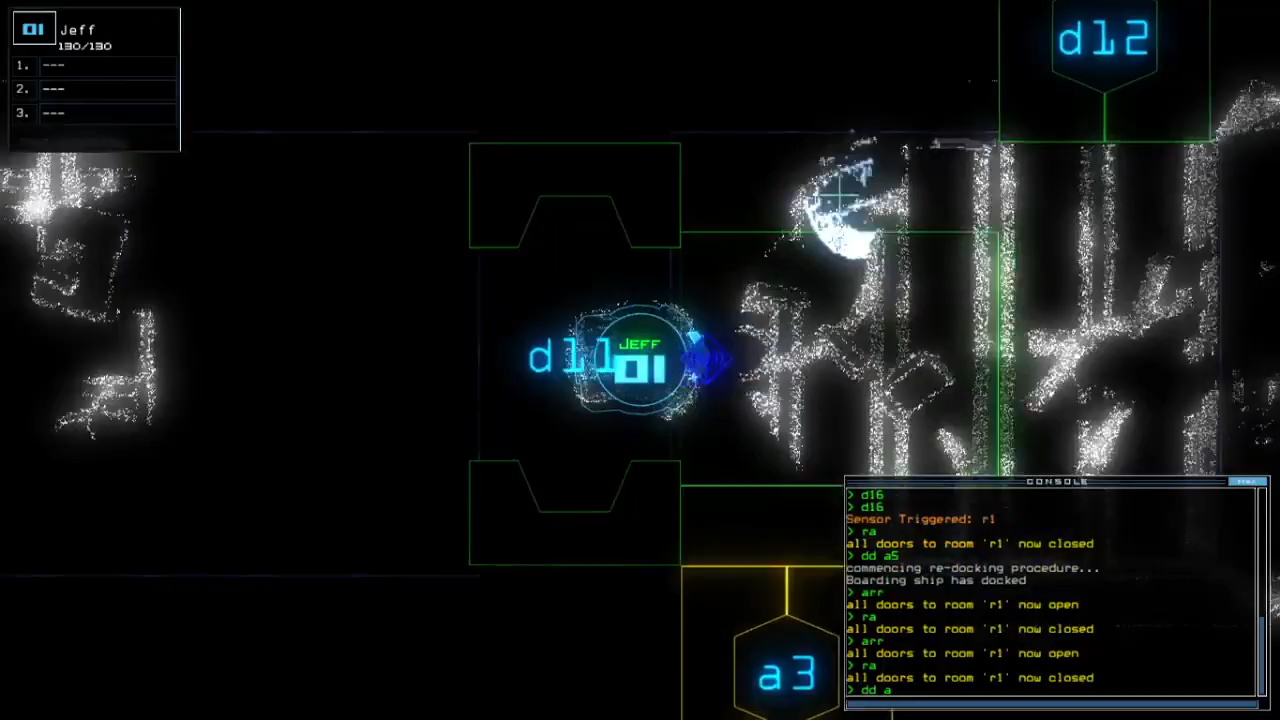 01 Jeff
130/130
1. ---
2. ---
3. ---
d12
d11
JEFF
01
a3
CONSOLE
> d16
> d16
Sensor Triggered: r1
> ra
all doors to room 'r1' now closed
> dd a5
commencing re-docking procedure...
Boarding ship has docked
> arr
all doors to room 'r1' now open
> ra
all doors to room 'r1' now closed
> arr
all doors to room 'r1' now open
> ra
all doors to room 'r1' now closed
> dd a